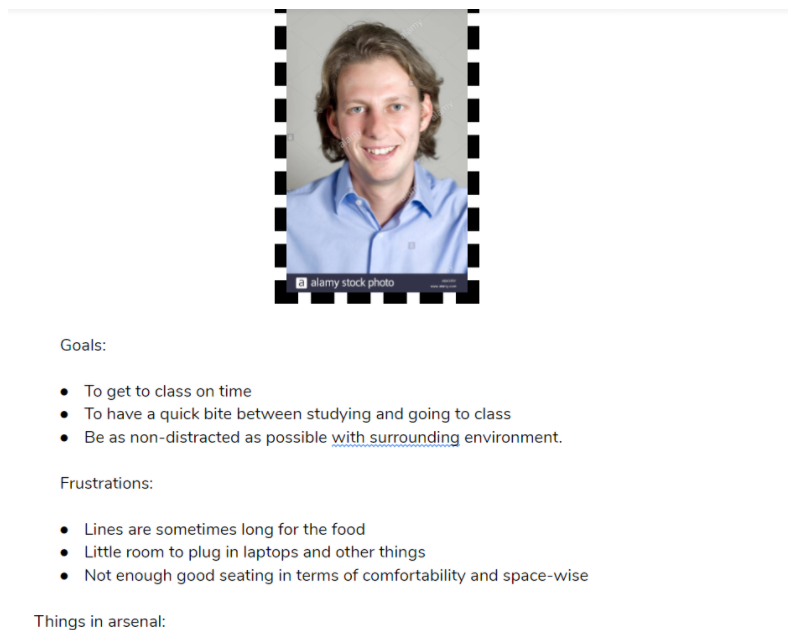 a alamy stock photo
Goals:
● To get to class on time
● To have a quick bite between studying and going to class
● Be as non-distracted as possible with surrounding environment.
Frustrations:
● Lines are sometimes long for the food
● Little room to plug in laptops and other things
● Not enough good seating in terms of comfortability and space-wise
Things in arsenal: